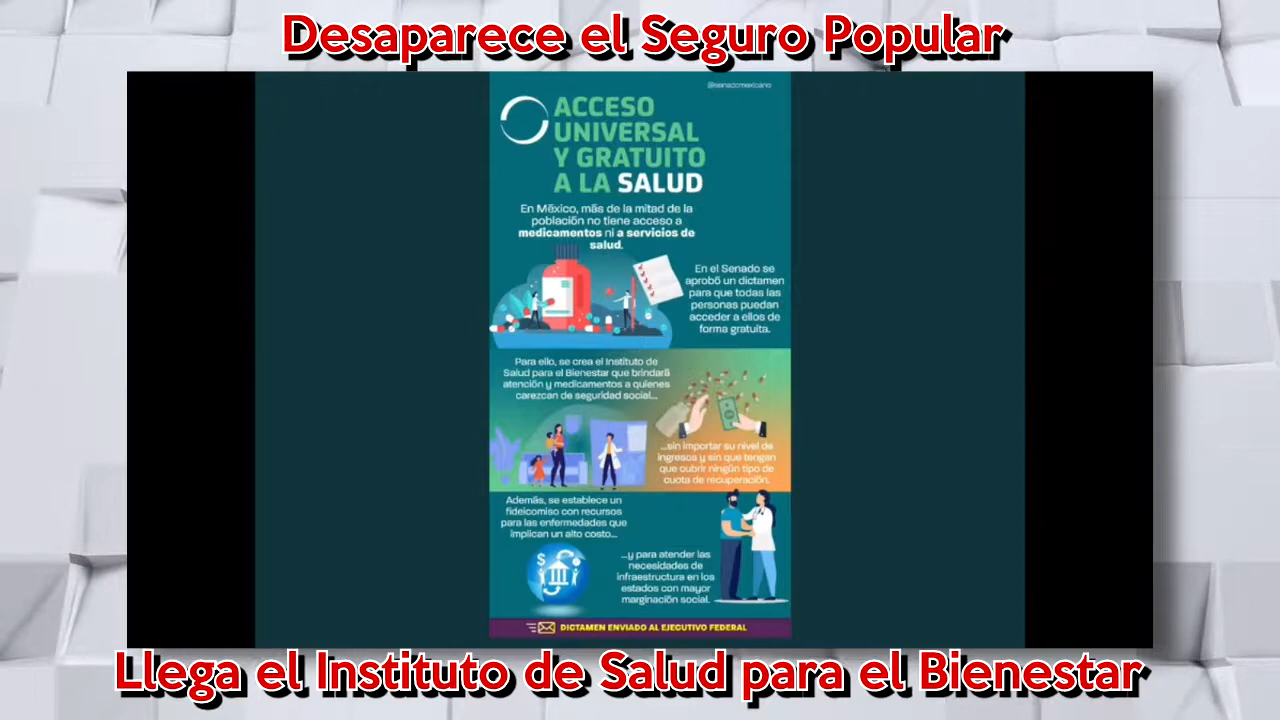 Desaparece el Seguro Popular
@senadomexicano
ACCESO
UNIVERSAL
Y GRATUITO
A LA SALUD
En México, más de la mitad de la
población no tiene acceso a
medicamentos ni a servicios de
salud.
En el Senado se
aprobó un dictamen
para que todas las
personas puedan
acceder a ellos de
forma gratuita.
Para ello, se crea el Instituto de
Salud para el Bienestar que brindará
atención y medicamentos a quienes
carezcan de seguridad social...
...sin importar su nivel de
ingresos y sin que tengan
que cubrir ningún tipo de
cuota de recuperación.
Además, se establece un
fideicomiso con recursos
para las enfermedades que
implican un alto costo...
...y para atender las
necesidades de
infraestructura en los
estados con mayor
marginación social.
DICTAMEN ENVIADO AL EJECUTIVO FEDERAL
Llega el Instituto de Salud para el Bienestar